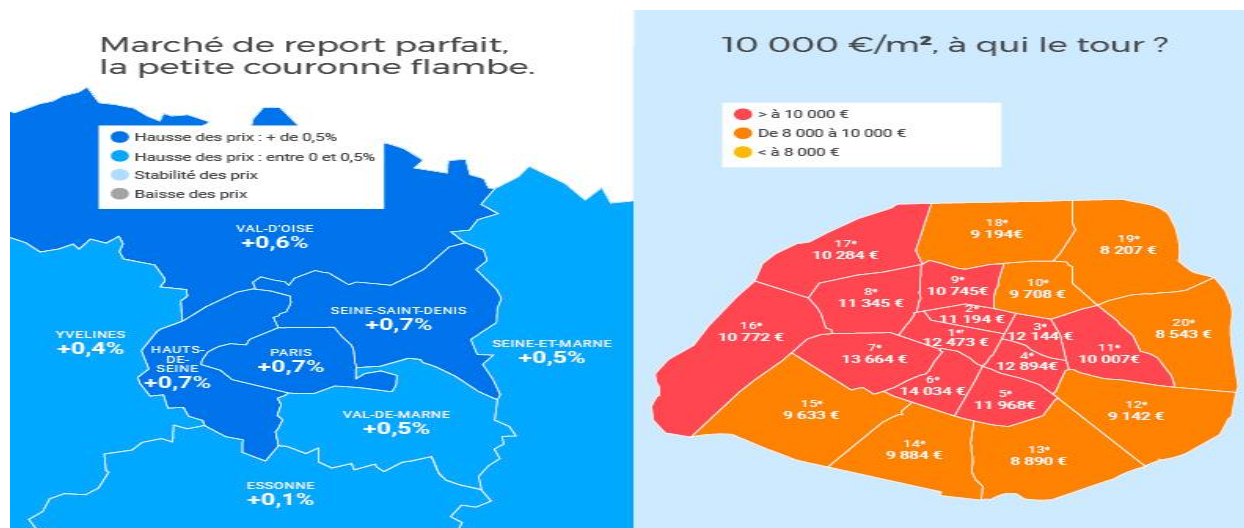 Marché de report parfait,
la petite couronne flambe.
Hausse des prix : + de 0,5%
Hausse des prix : entre 0 et 0,5%
Stabilité des prix
Baisse des prix
VAL-D'OISE
+0,6%
SEINE-SAINT-DENIS
+0,7%
YVELINES
+0,4%
HAUTS-
DE-
SEINE
+0,7%
PARIS
+0,7%
SEINE-ET-MARNE
+0,5%
VAL-DE-MARNE
+0,5%
ESSONNE
+0,1%
10 000 €/m², à qui le tour ?
> à 10 000 €
De 8 000 à 10 000 €
< à 8 000 €
18e
9 194€
17e
10 284 €
19e
8 207 €
9e
10 745€
10e
9 708 €
8e
11 345 €
2e
11 194 €
16e
10 772 €
1er
12 473 €
3e
12 144 €
11e
10 007€
20e
8 543 €
7e
13 664 €
4e
12 894€
6e
14 034 €
5e
11 968€
15e
9 633 €
12e
9 142 €
14e
9 884 €
13e
8 890 €